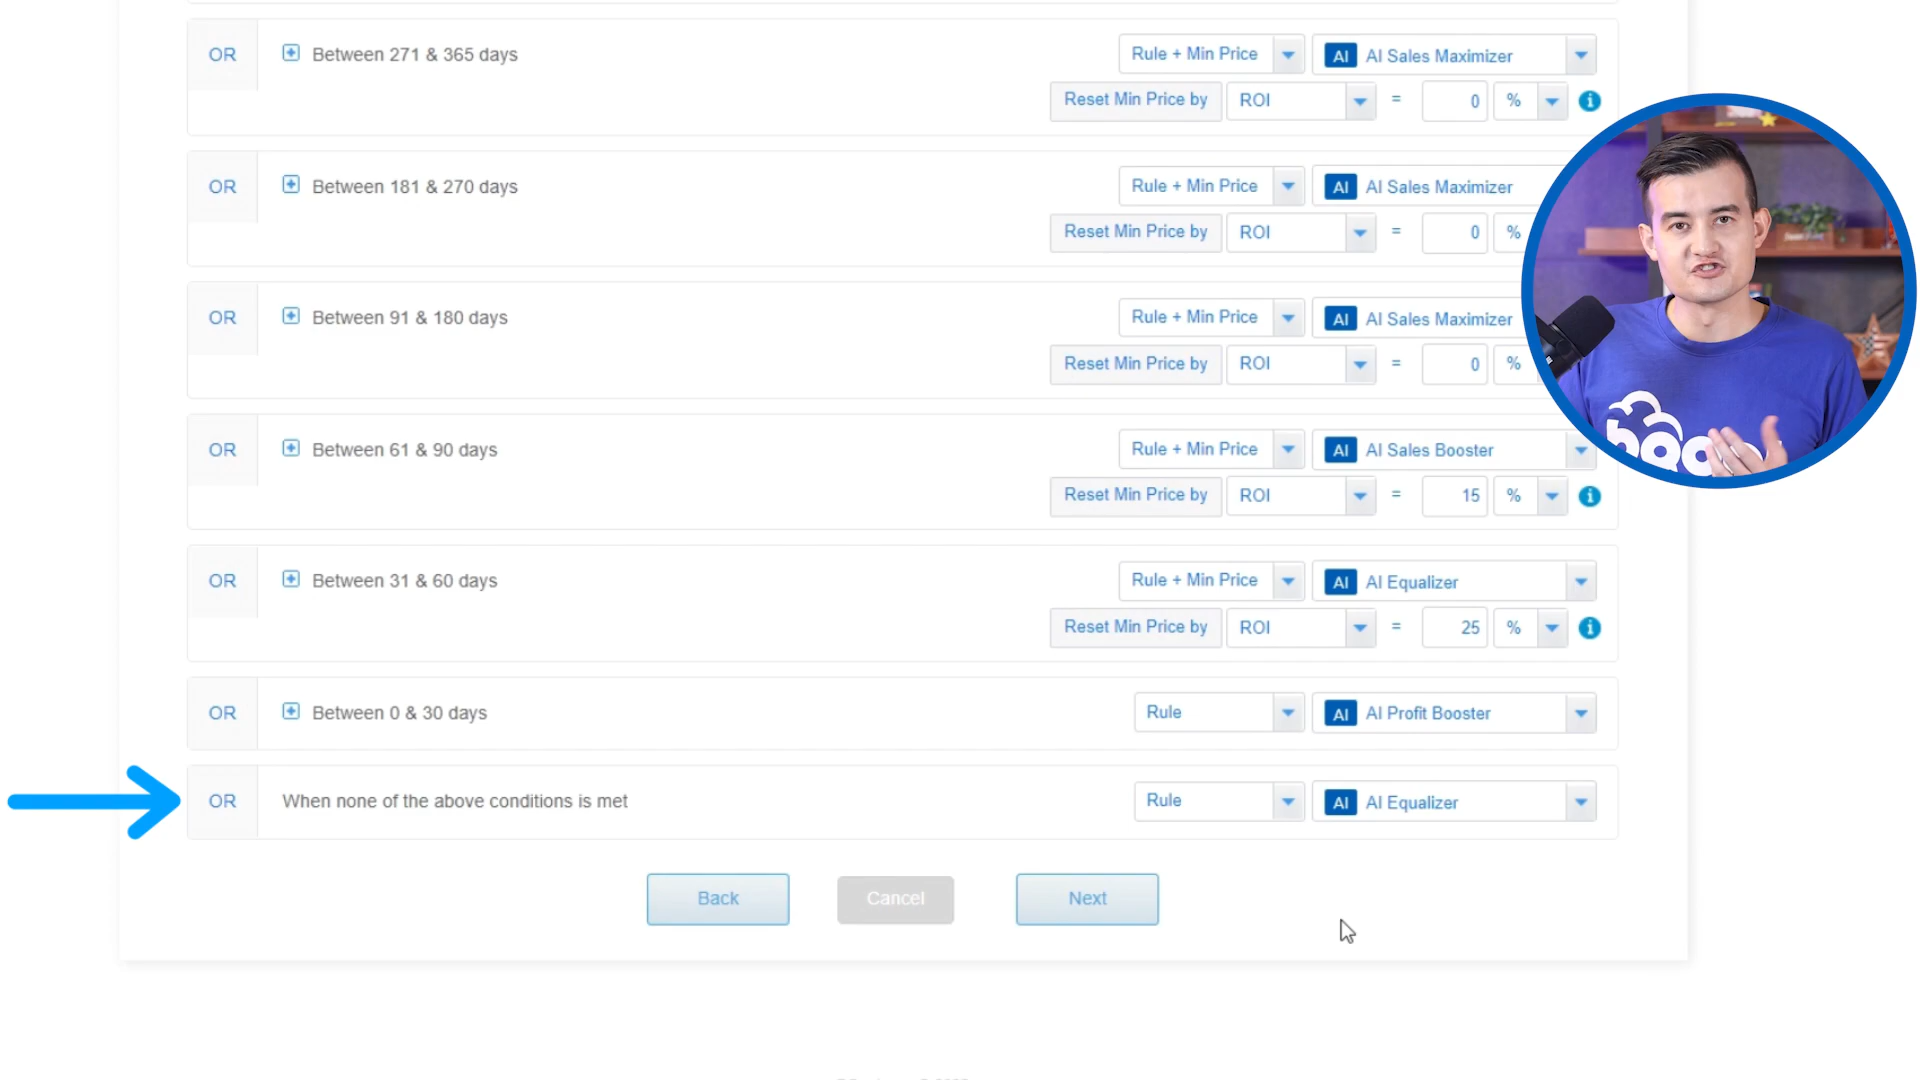 OR Between 271 & 365 days Rule + Min Price AI AI Sales Maximizer
Reset Min Price by ROI = 0 % i
OR Between 181 & 270 days Rule + Min Price AI AI Sales Maximizer
Reset Min Price by ROI = 0 %
OR Between 91 & 180 days Rule + Min Price AI AI Sales Maximizer
Reset Min Price by ROI = 0 %
OR Between 61 & 90 days Rule + Min Price AI AI Sales Booster
Reset Min Price by ROI = 15 % i
OR Between 31 & 60 days Rule + Min Price AI AI Equalizer
Reset Min Price by ROI = 25 % i
OR Between 0 & 30 days Rule AI AI Profit Booster
OR When none of the above conditions is met Rule AI AI Equalizer
Back Cancel Next